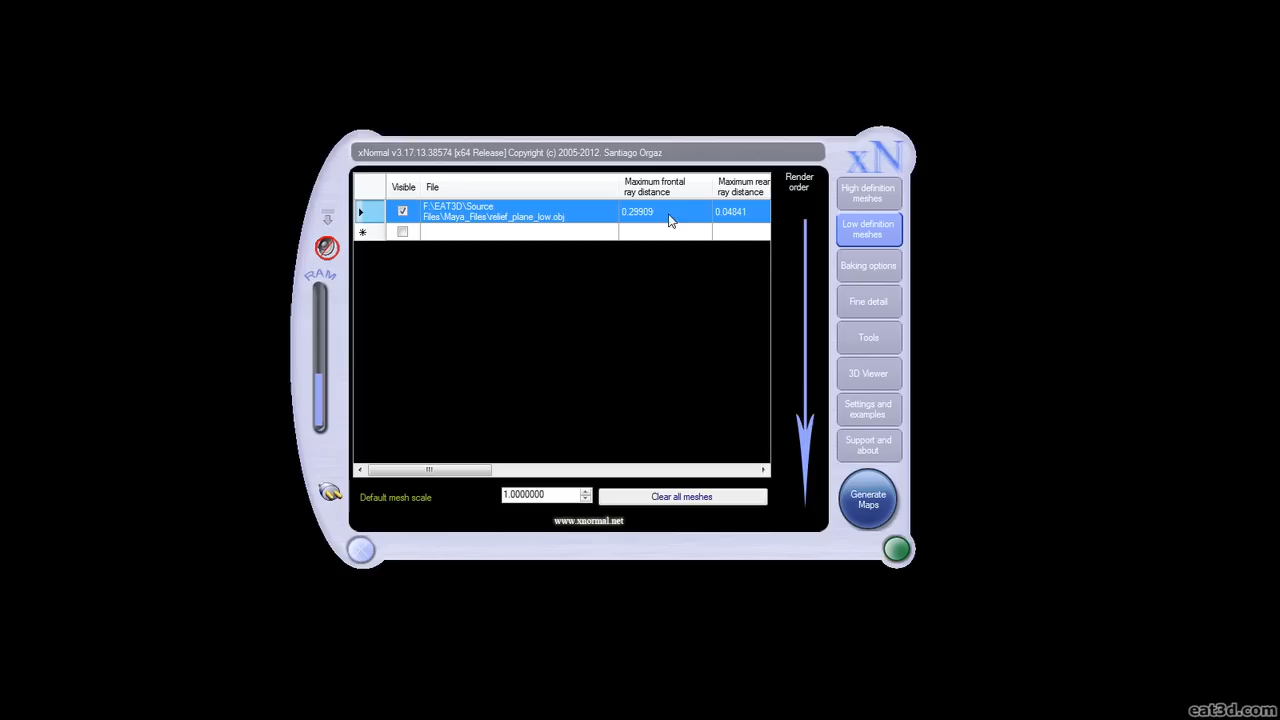 xNormal v3.17.13.38574 [x64 Release] Copyright (c) 2005-2012. Santiago Orgaz
xN
Visible
File
Maximum frontal
ray distance
Maximum rear
ray distance
F:\EAT3D\Source
Files\Maya_Files\relief_plane_low.obj
0.29909
0.04841
Render
order
High definition
meshes
Low definition
meshes
Baking options
Fine detail
Tools
3D Viewer
Settings and
examples
Support and
about
Generate
Maps
RAM
Default mesh scale
1.0000000
Clear all meshes
www.xnormal.net
eat3d.com